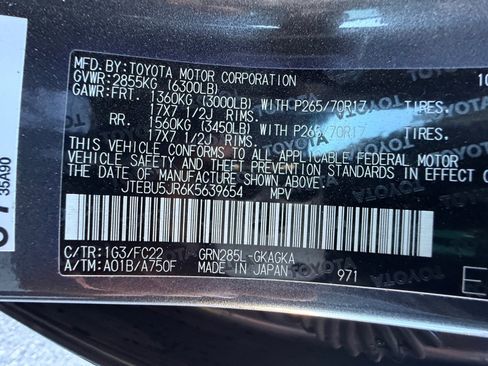 MFD.BY:TOYOTA MOTOR CORPORATION 10
GVWR:2855KG (6300LB)
GAWR:FRT. 1360KG (3000LB) WITH P265/70R17 TIRES.
17X7 1/2J RIMS.
RR. 1560KG (3450LB) WITH P265/70R17 TIRES.
17X7 1/2J RIMS.
THIS VEHICLE CONFORMS TO ALL APPLICABLE FEDERAL MOTOR
VEHICLE SAFETY AND THEFT PREVENTION STANDARDS IN EFFECT
ON THE DATE OF MANUFACTURE SHOWN ABOVE.
JTEBU5JR6K5639654 MPV
C/TR:1G3/FC22 GRN285L-GKAGKA
A/TM:A01B/A750F MADE IN JAPAN 971
35A90